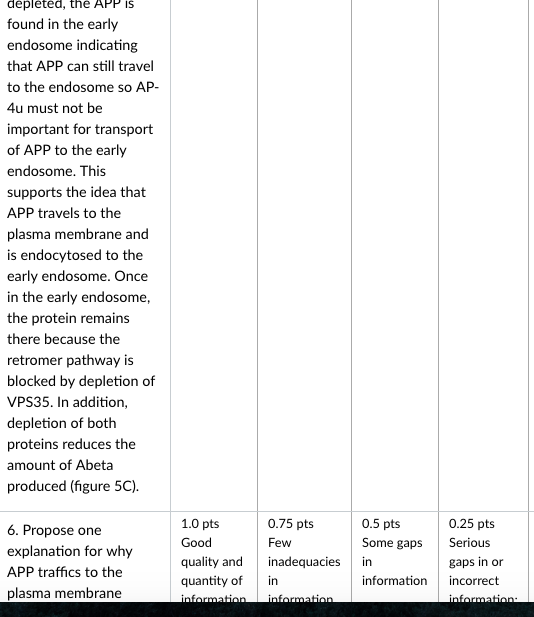 depleted, the APP is
found in the early
endosome indicating
that APP can still travel
to the endosome so AP-
4u must not be
important for transport
of APP to the early
endosome. This
supports the idea that
APP travels to the
plasma membrane and
is endocytosed to the
early endosome. Once
in the early endosome,
the protein remains
there because the
retromer pathway is
blocked by depletion of
VPS35. In addition,
depletion of both
proteins reduces the
amount of Abeta
produced (figure 5C).
6. Propose one
explanation for why
APP traffics to the
plasma membrane
1.0 pts
Good
quality and
quantity of
information
0.75 pts
Few
inadequacies
in
information
0.5 pts
Some gaps
in
information
0.25 pts
Serious
gaps in or
incorrect
information;